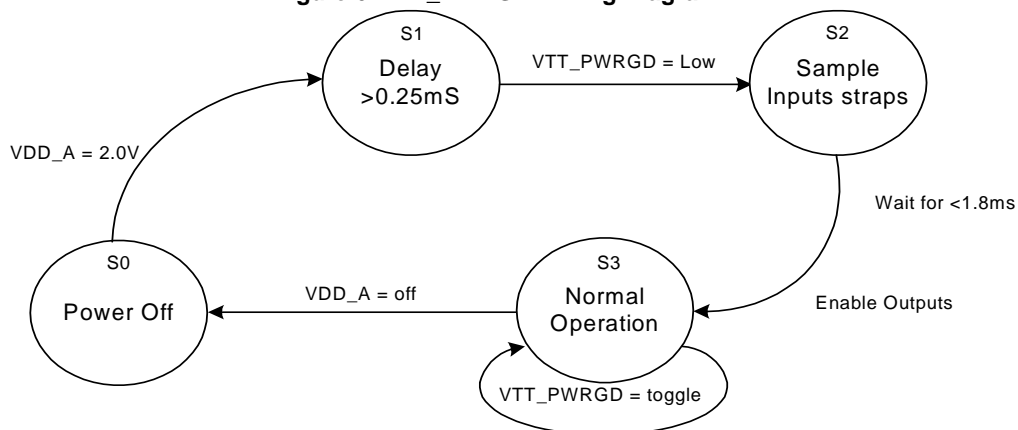 S1
Delay
>0.25mS
VTT_PWRGD = Low
S2
Sample
Inputs straps
VDD_A = 2.0V
Wait for <1.8ms
S0
Power Off
VDD_A = off
S3
Normal
Operation
Enable Outputs
VTT_PWRGD = toggle